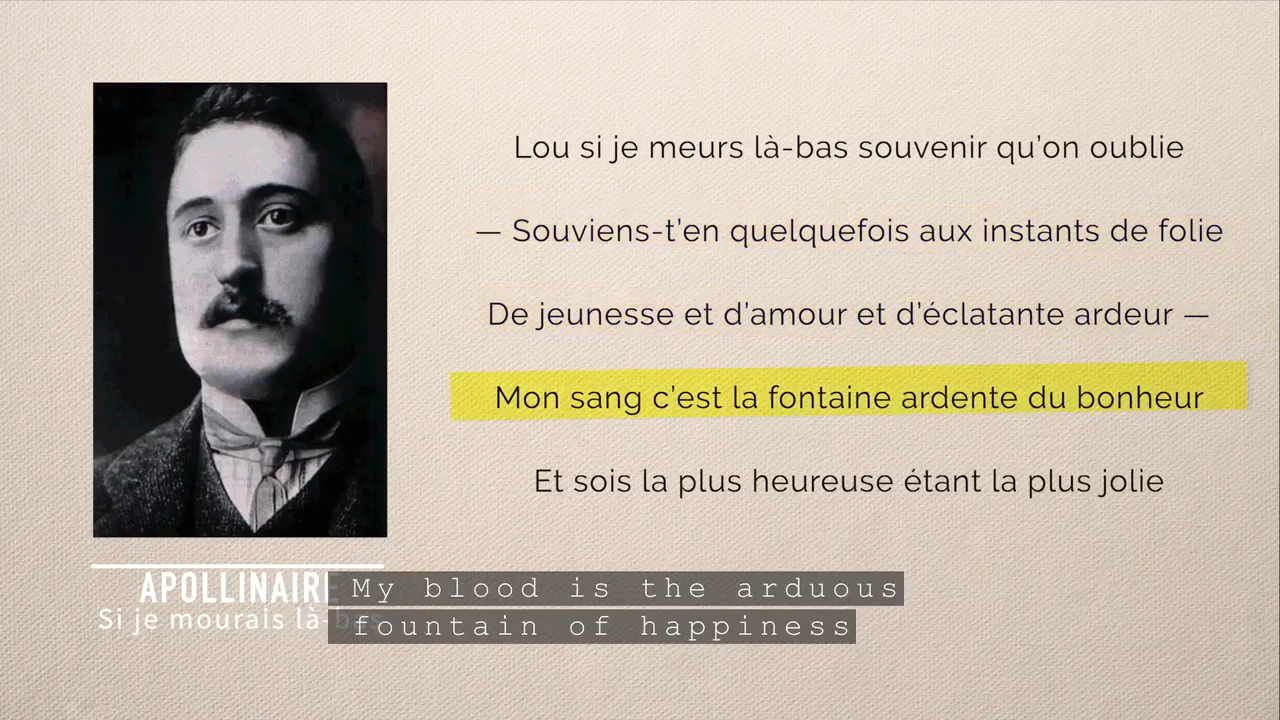 Lou si je meurs là-bas souvenir qu’on oublie
— Souviens-t’en quelquefois aux instants de folie
De jeunesse et d’amour et d’éclatante ardeur —
Mon sang c’est la fontaine ardente du bonheur
Et sois la plus heureuse étant la plus jolie
APOLLINAIRE
Si je mourais là-bas
My blood is the arduous
fountain of happiness